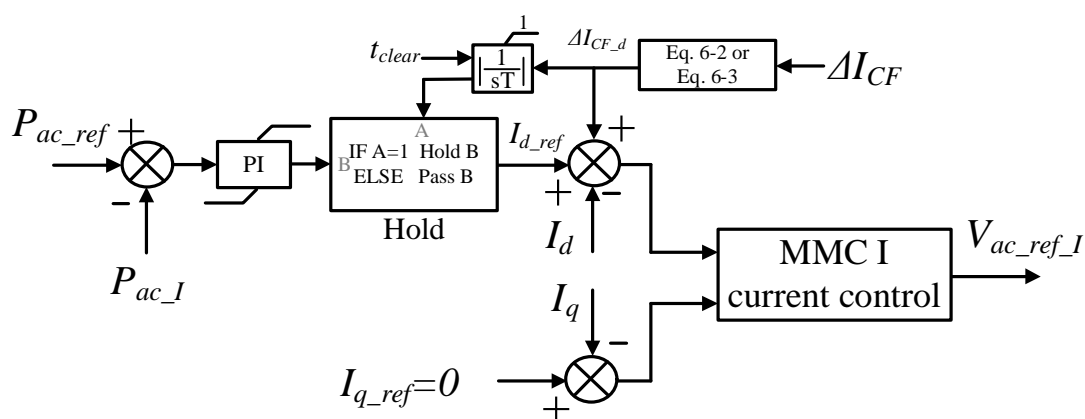 1
t_clear
|1/sT|
ΔI_CF_d
Eq. 6-2 or
Eq. 6-3
ΔI_CF
P_ac_ref
+
−
PI
A
B
IF A=1 Hold B
ELSE Pass B
Hold
I_d_ref
+
+
−
I_d
P_ac_I
MMC I
current control
V_ac_ref_I
I_q
−
I_q_ref=0
+